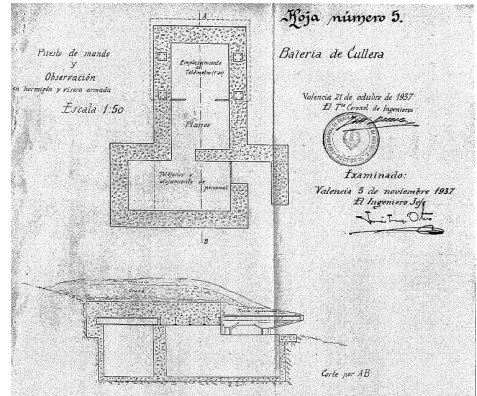 Hoja número 5.
Puesto de mando
y
Observación
en hormigón y visera armada
Escala 1:50
A
Emplazamiento
del
Planos
Teléfonos y
alojamiento de
personal
B
Batería de Cullera
Valencia 21 de octubre de 1937
El Tte Coronel de Ingenieros
Examinado:
Valencia 5 de noviembre 1937
El Ingeniero Jefe
Corte por AB